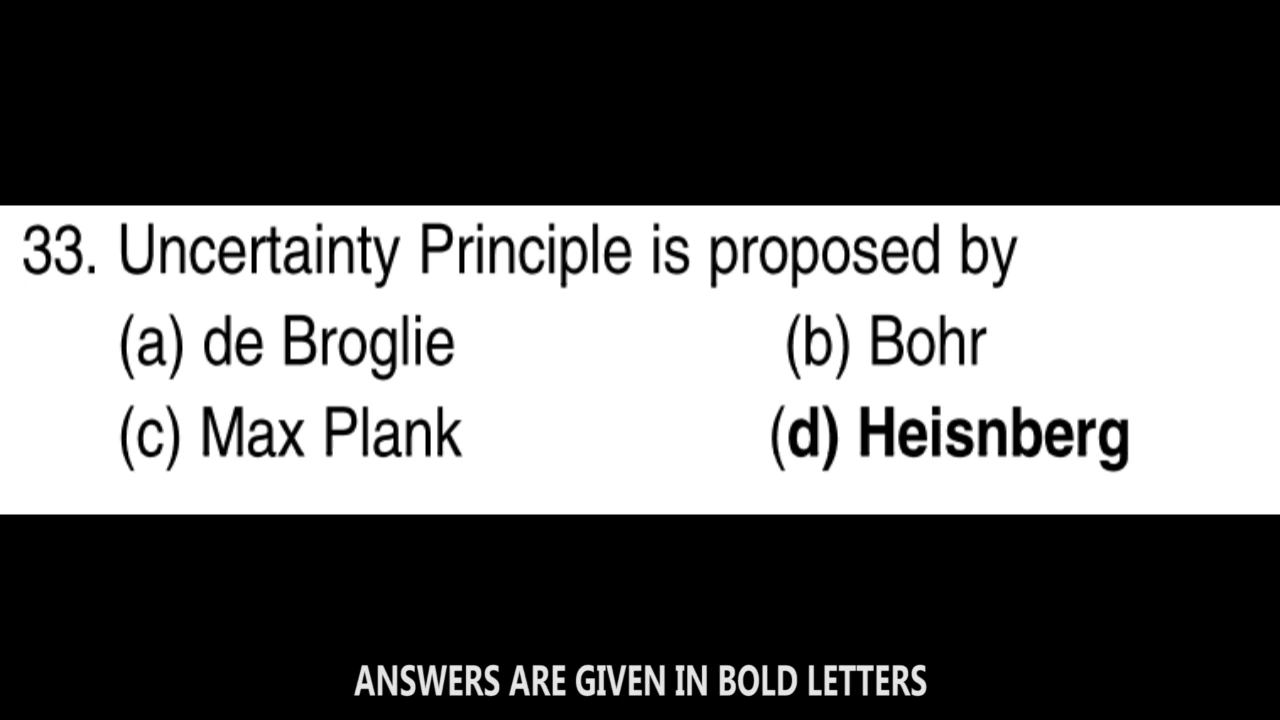 33. Uncertainty Principle is proposed by
(a) de Broglie (b) Bohr
(c) Max Plank (d) Heisnberg
ANSWERS ARE GIVEN IN BOLD LETTERS